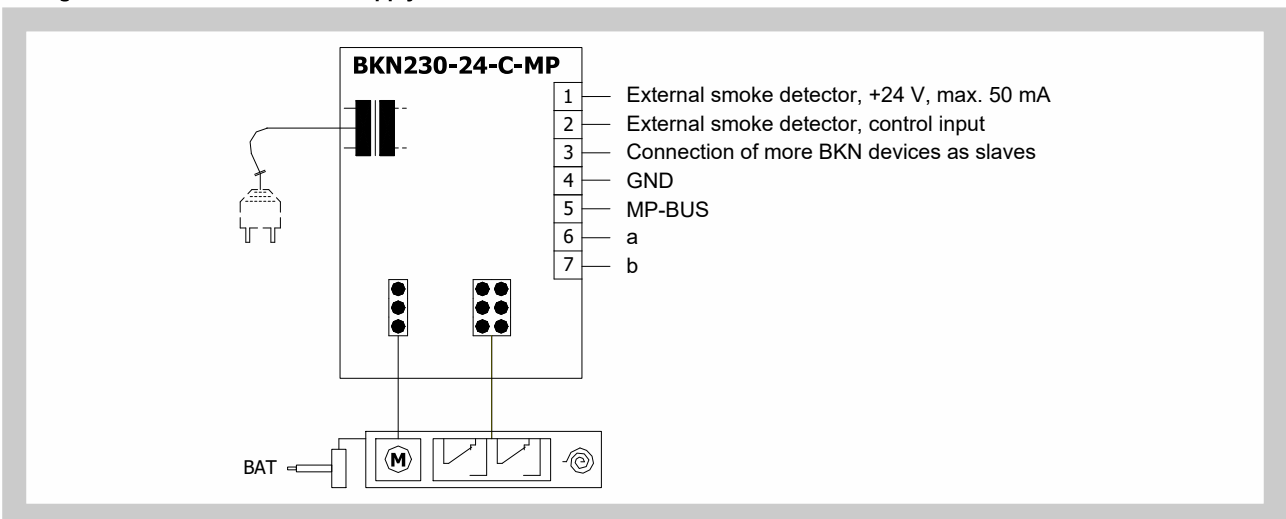 BKN230-24-C-MP
1 External smoke detector, +24 V, max. 50 mA
2 External smoke detector, control input
3 Connection of more BKN devices as slaves
4 GND
5 MP-BUS
6 a
7 b
BAT
M